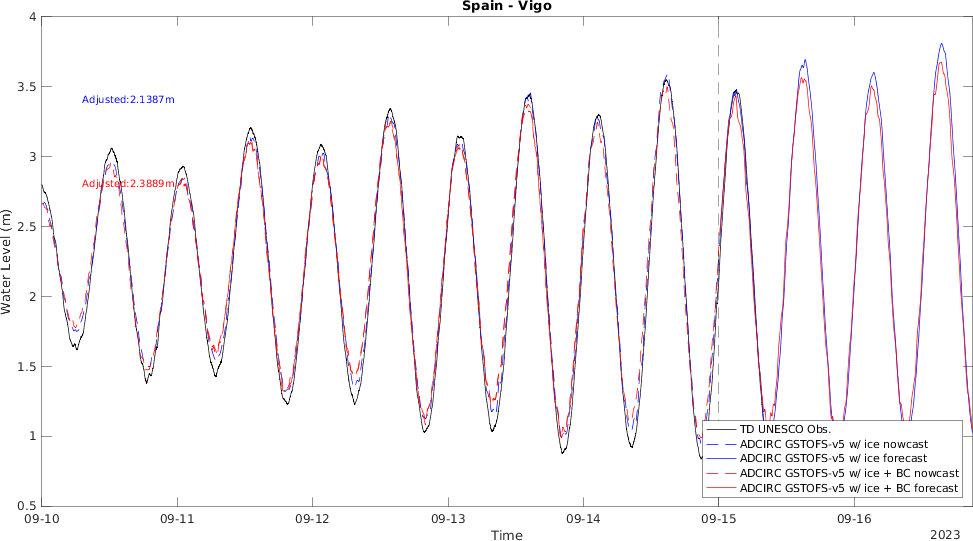 Spain - Vigo
4
3.5
3
2.5
2
1.5
1
0.5
Water Level (m)
Adjusted:2.1387m
Adjusted:2.3889m
TD UNESCO Obs.
ADCIRC GSTOFS-v5 w/ ice nowcast
ADCIRC GSTOFS-v5 w/ ice forecast
ADCIRC GSTOFS-v5 w/ ice + BC nowcast
ADCIRC GSTOFS-v5 w/ ice + BC forecast
09-10 09-11 09-12 09-13 09-14 09-15 09-16
Time
2023